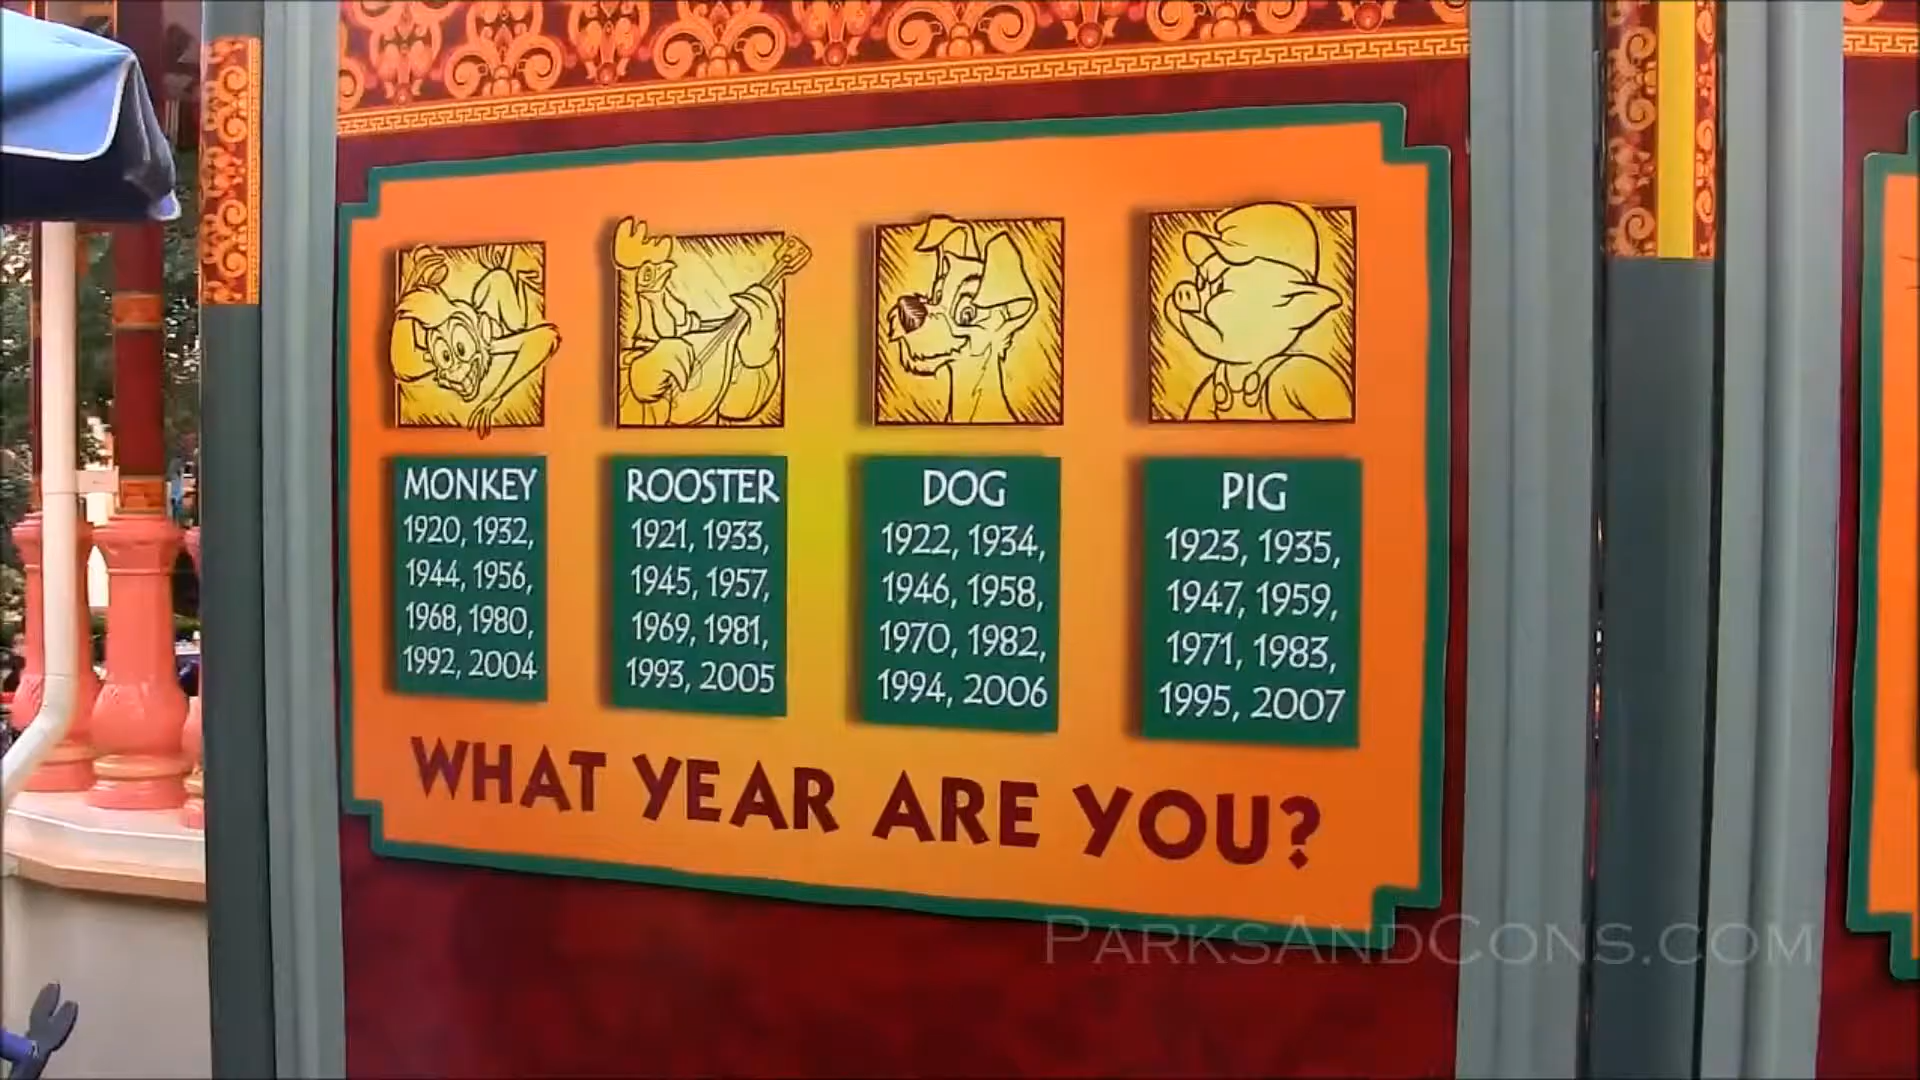 MONKEY
1920, 1932,
1944, 1956,
1968, 1980,
1992, 2004
ROOSTER
1921, 1933,
1945, 1957,
1969, 1981,
1993, 2005
DOG
1922, 1934,
1946, 1958,
1970, 1982,
1994, 2006
PIG
1923, 1935,
1947, 1959,
1971, 1983,
1995, 2007
WHAT YEAR ARE YOU?
PARKSANDCONS.COM